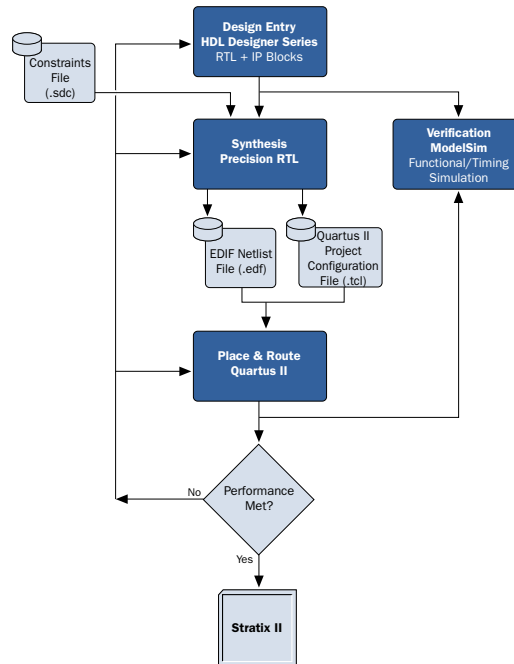 Design Entry
HDL Designer Series
RTL + IP Blocks
Constraints
File
(.sdc)
Synthesis
Precision RTL
Verification
ModelSim
Functional/Timing
Simulation
EDIF Netlist
File (.edf)
Quartus II
Project
Configuration
File (.tcl)
Place & Route
Quartus II
No
Performance
Met?
Yes
Stratix II